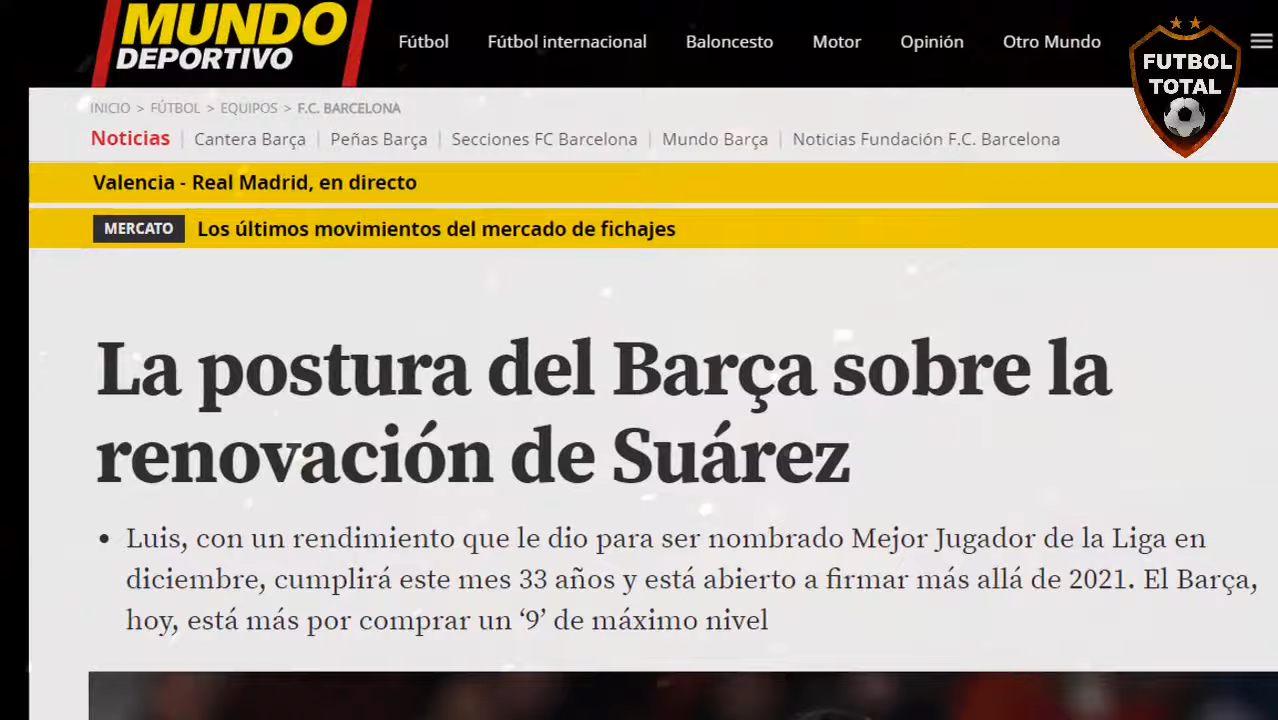 MUNDO
DEPORTIVO
Fútbol Fútbol internacional Baloncesto Motor Opinión Otro Mundo
FUTBOL
TOTAL
INICIO > FÚTBOL > EQUIPOS > F.C. BARCELONA
Noticias | Cantera Barça | Peñas Barça | Secciones FC Barcelona | Mundo Barça | Noticias Fundación F.C. Barcelona
Valencia - Real Madrid, en directo
MERCATO Los últimos movimientos del mercado de fichajes
La postura del Barça sobre la
renovación de Suárez
• Luis, con un rendimiento que le dio para ser nombrado Mejor Jugador de la Liga en
diciembre, cumplirá este mes 33 años y está abierto a firmar más allá de 2021. El Barça,
hoy, está más por comprar un ‘9’ de máximo nivel